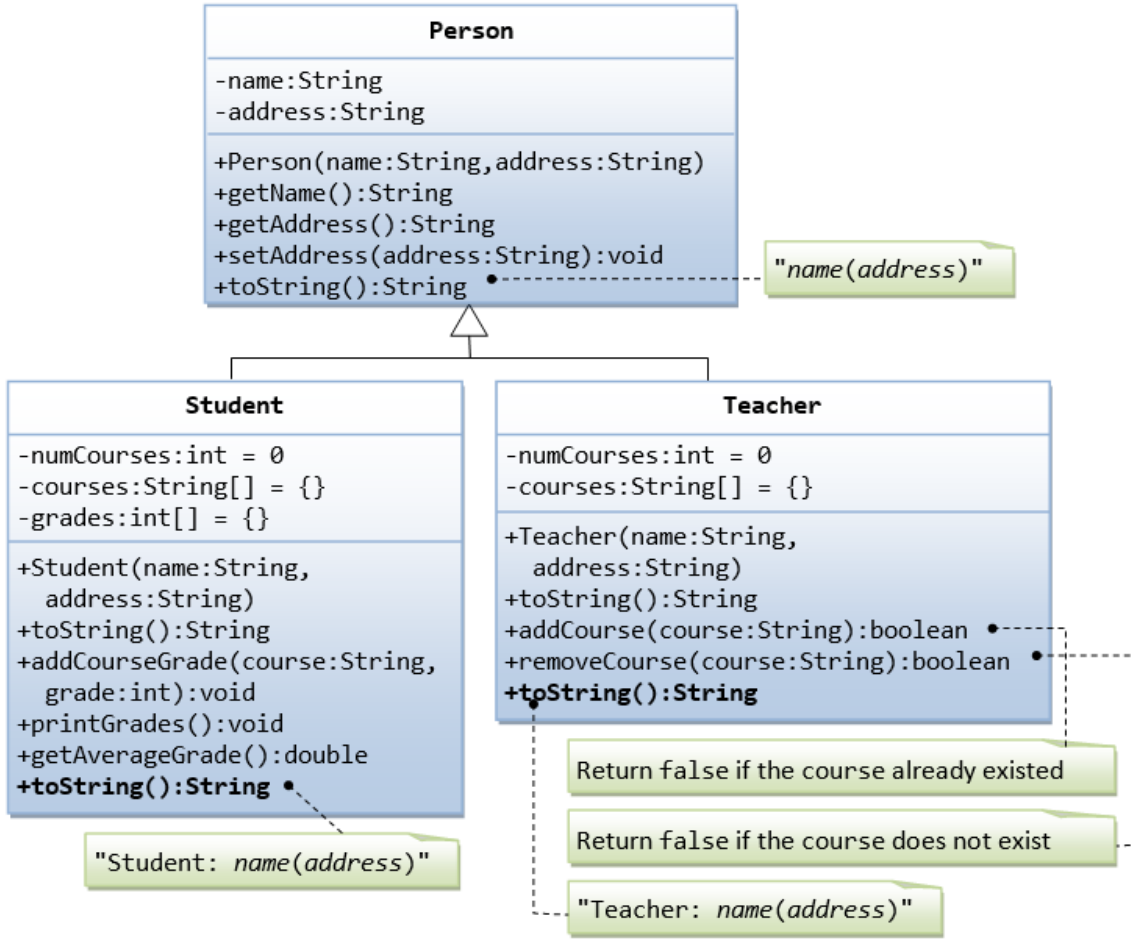 Person
-name:String
-address:String
+Person(name:String,address:String)
+getName():String
+getAddress():String
+setAddress(address:String):void
+toString():String
"name(address)"
Student
-numCourses:int = 0
-courses:String[] = {}
-grades:int[] = {}
+Student(name:String,
address:String)
+toString():String
+addCourseGrade(course:String,
grade:int):void
+printGrades():void
+getAverageGrade():double
+toString():String
"Student: name(address)"
Teacher
-numCourses:int = 0
-courses:String[] = {}
+Teacher(name:String,
address:String)
+toString():String
+addCourse(course:String):boolean
+removeCourse(course:String):boolean
+toString():String
Return false if the course already existed
Return false if the course does not exist
"Teacher: name(address)"